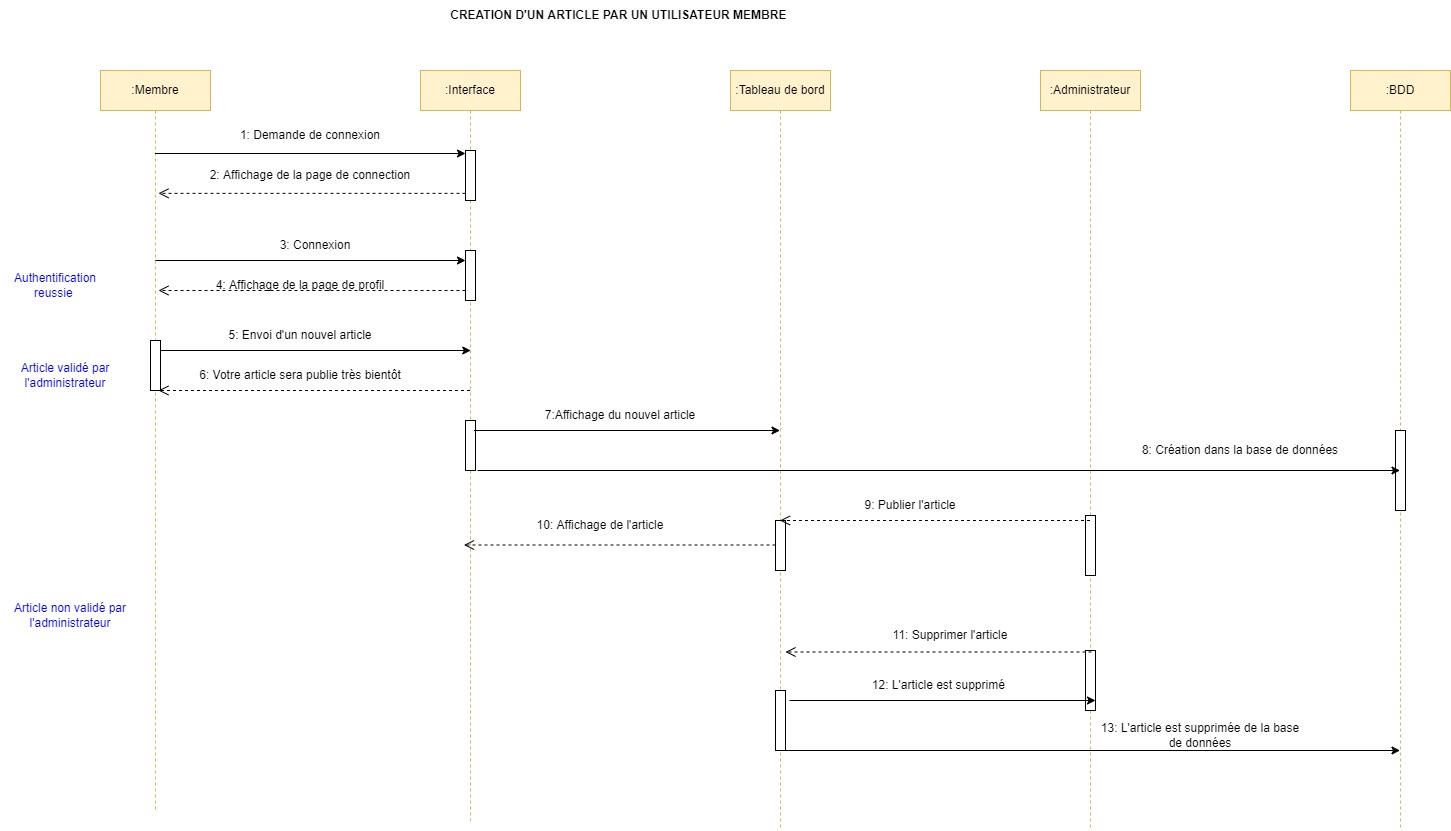 CREATION D'UN ARTICLE PAR UN UTILISATEUR MEMBRE
:Membre
:Interface
:Tableau de bord
:Administrateur
:BDD
1: Demande de connexion
2: Affichage de la page de connection
3: Connexion
Authentification
reussie
4: Affichage de la page de profil
5: Envoi d'un nouvel article
Article validé par
l'administrateur
6: Votre article sera publie très bientôt
7:Affichage du nouvel article
8: Création dans la base de données
9: Publier l'article
10: Affichage de l'article
Article non validé par
l'administrateur
11: Supprimer l'article
12: L'article est supprimé
13: L'article est supprimée de la base
de données